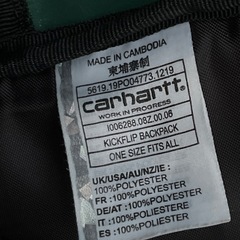 MADE IN CAMBODIA
柬埔寨制
5619.19PO04773.1219
carhartt
WORK IN PROGRESS
I006288.08Z.00.06
KICKFLIP BACKPACK
ONE SIZE FITS ALL
UK/USA/AU/NZ/IE:
100%POLYESTER
FR : 100%POLYESTER
DE/AT : 100%POLYESTER
IT : 100%POLIESTERE
ES : 100%POLIESTER